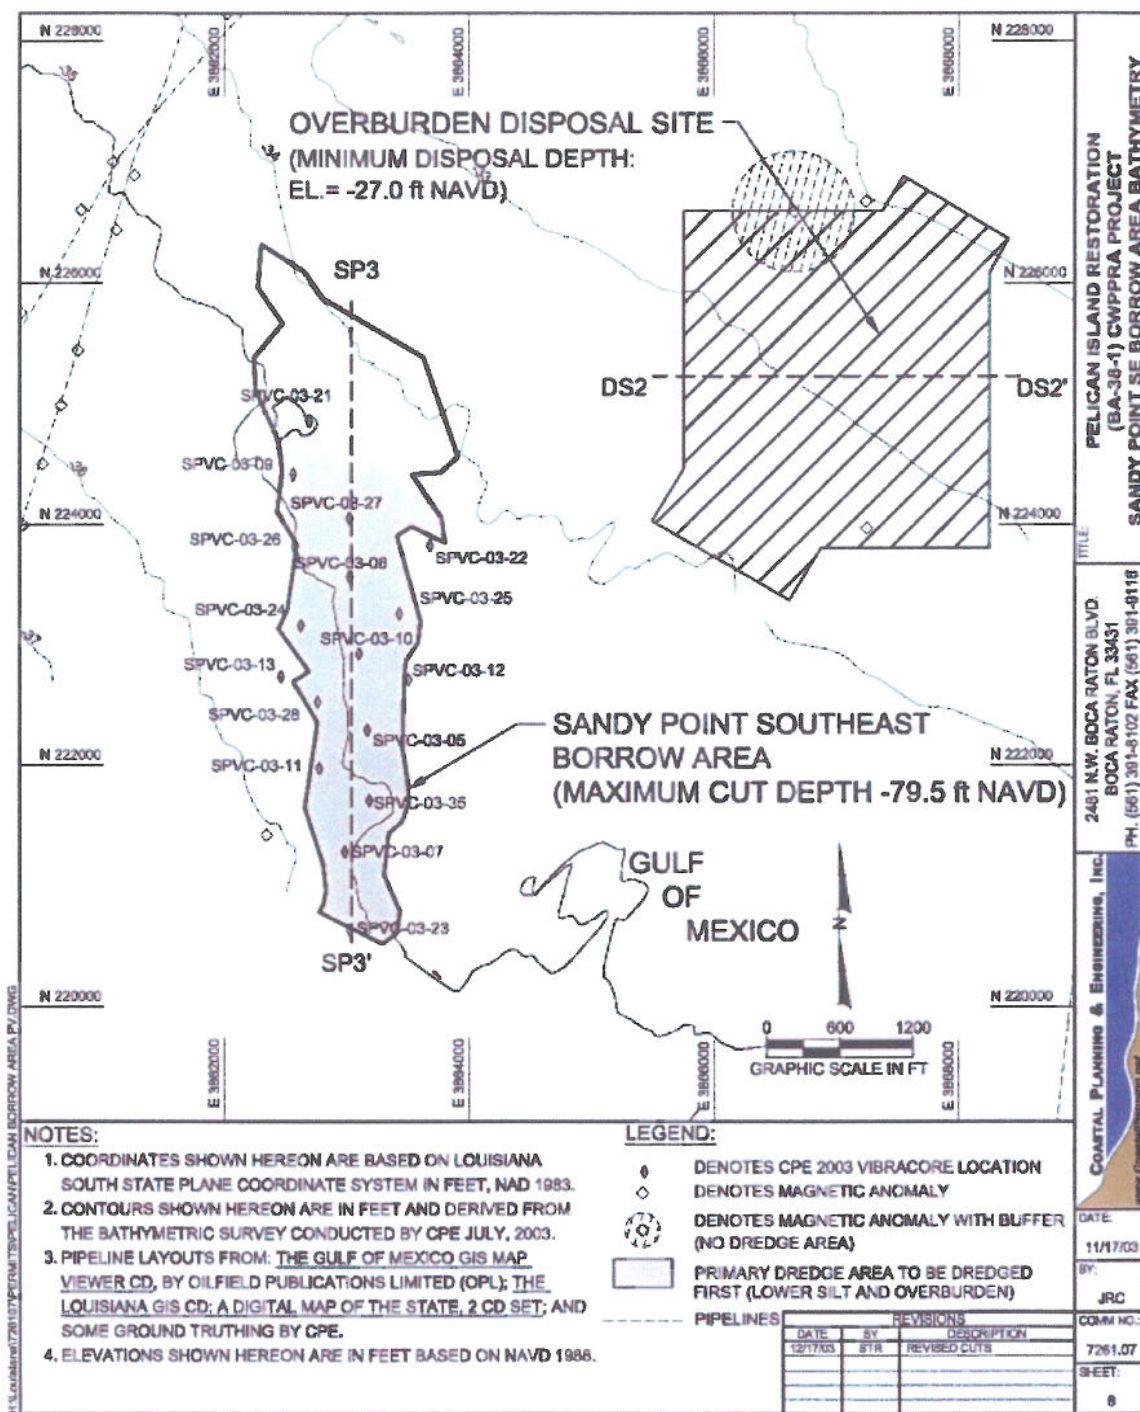 N 228000
E 3862000
E 3864000
E 3866000
E 3868000
N 228000
OVERBURDEN DISPOSAL SITE
(MINIMUM DISPOSAL DEPTH:
EL.= -27.0 ft NAVD)
SP3
N 226000
N 226000
DS2
DS2'
SPVC-03-21
SPVC-03-09
SPVC-03-27
N 224000
N 224000
SPVC-03-26
SPVC-03-22
SPVC-03-06
SPVC-03-25
SPVC-03-24
SPVC-03-10
SPVC-03-13
SPVC-03-12
SPVC-03-28
SPVC-03-05
SPVC-03-11
SPVC-03-35
SPVC-03-07
SPVC-03-23
SP3'
SANDY POINT SOUTHEAST
BORROW AREA
(MAXIMUM CUT DEPTH -79.5 ft NAVD)
N 222000
N 222000
GULF
OF
MEXICO
N
N 220000
N 220000
0 600 1200
GRAPHIC SCALE IN FT
E 3862000
E 3864000
E 3866000
E 3868000
NOTES:
1. COORDINATES SHOWN HEREON ARE BASED ON LOUISIANA
SOUTH STATE PLANE COORDINATE SYSTEM IN FEET, NAD 1983.
2. CONTOURS SHOWN HEREON ARE IN FEET AND DERIVED FROM
THE BATHYMETRIC SURVEY CONDUCTED BY CPE JULY, 2003.
3. PIPELINE LAYOUTS FROM: THE GULF OF MEXICO GIS MAP
VIEWER CD, BY OILFIELD PUBLICATIONS LIMITED (OPL); THE
LOUISIANA GIS CD: A DIGITAL MAP OF THE STATE, 2 CD SET; AND
SOME GROUND TRUTHING BY CPE.
4. ELEVATIONS SHOWN HEREON ARE IN FEET BASED ON NAVD 1988.
LEGEND:
DENOTES CPE 2003 VIBRACORE LOCATION
DENOTES MAGNETIC ANOMALY
DENOTES MAGNETIC ANOMALY WITH BUFFER
(NO DREDGE AREA)
PRIMARY DREDGE AREA TO BE DREDGED
FIRST (LOWER SILT AND OVERBURDEN)
PIPELINES
REVISIONS
DATE BY DESCRIPTION
12/17/03 STR REVISED CUTS
TITLE:
PELICAN ISLAND RESTORATION
(BA-38-1) CWPPRA PROJECT
SANDY POINT SE BORROW AREA BATHYMETRY
2481 N.W. BOCA RATON BLVD.
BOCA RATON, FL 33431
PH. (561) 391-8102 FAX (561) 391-9116
COASTAL PLANNING & ENGINEERING, INC.
DATE:
11/17/03
BY:
JRC
COMM NO.:
7261.07
SHEET:
8